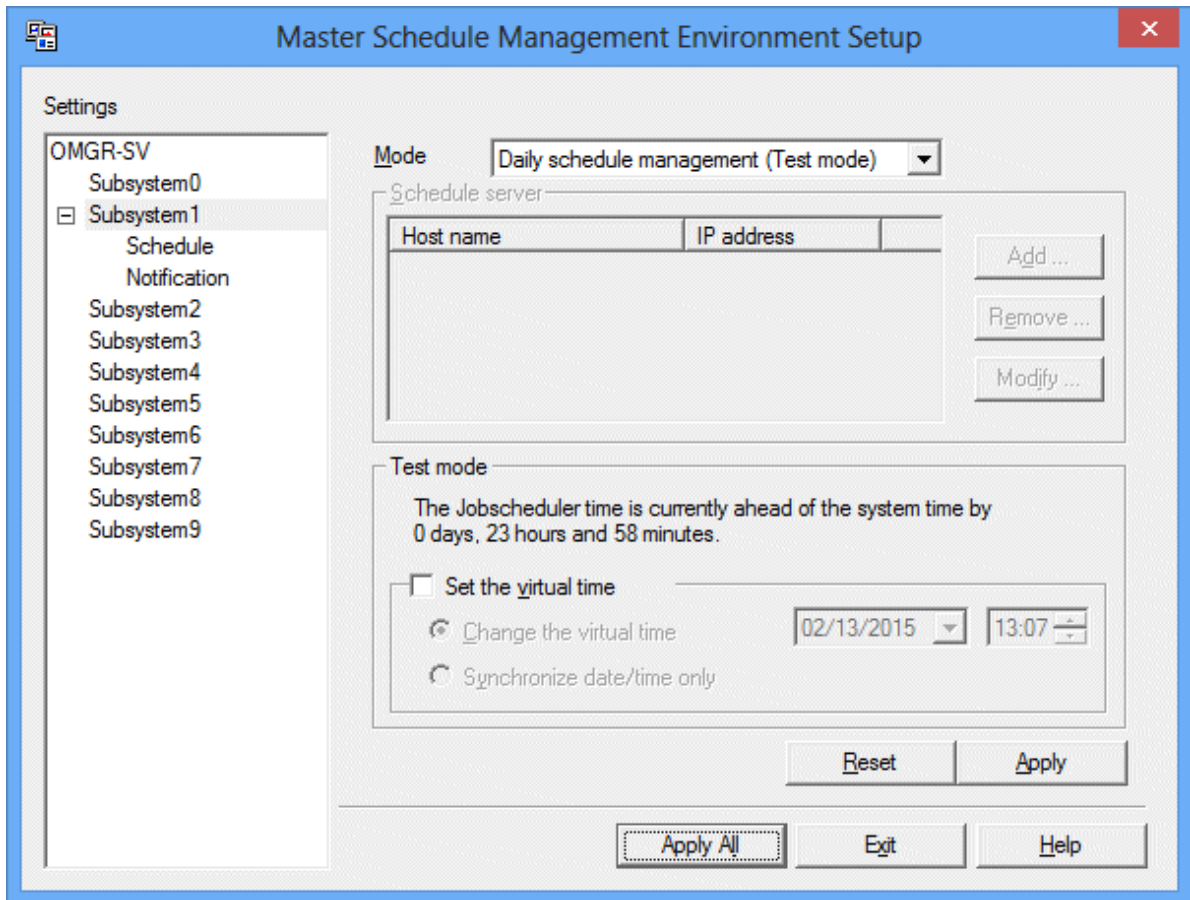 Master Schedule Management Environment Setup
Settings
OMGR-SV
Subsystem0
Subsystem1
Schedule
Notification
Subsystem2
Subsystem3
Subsystem4
Subsystem5
Subsystem6
Subsystem7
Subsystem8
Subsystem9
Mode Daily schedule management (Test mode)
Schedule server
Host name IP address
Add ...
Remove ...
Modify ...
Test mode
The Jobscheduler time is currently ahead of the system time by
0 days, 23 hours and 58 minutes.
Set the virtual time
Change the virtual time 02/13/2015 13:07
Synchronize date/time only
Reset Apply
Apply All Exit Help